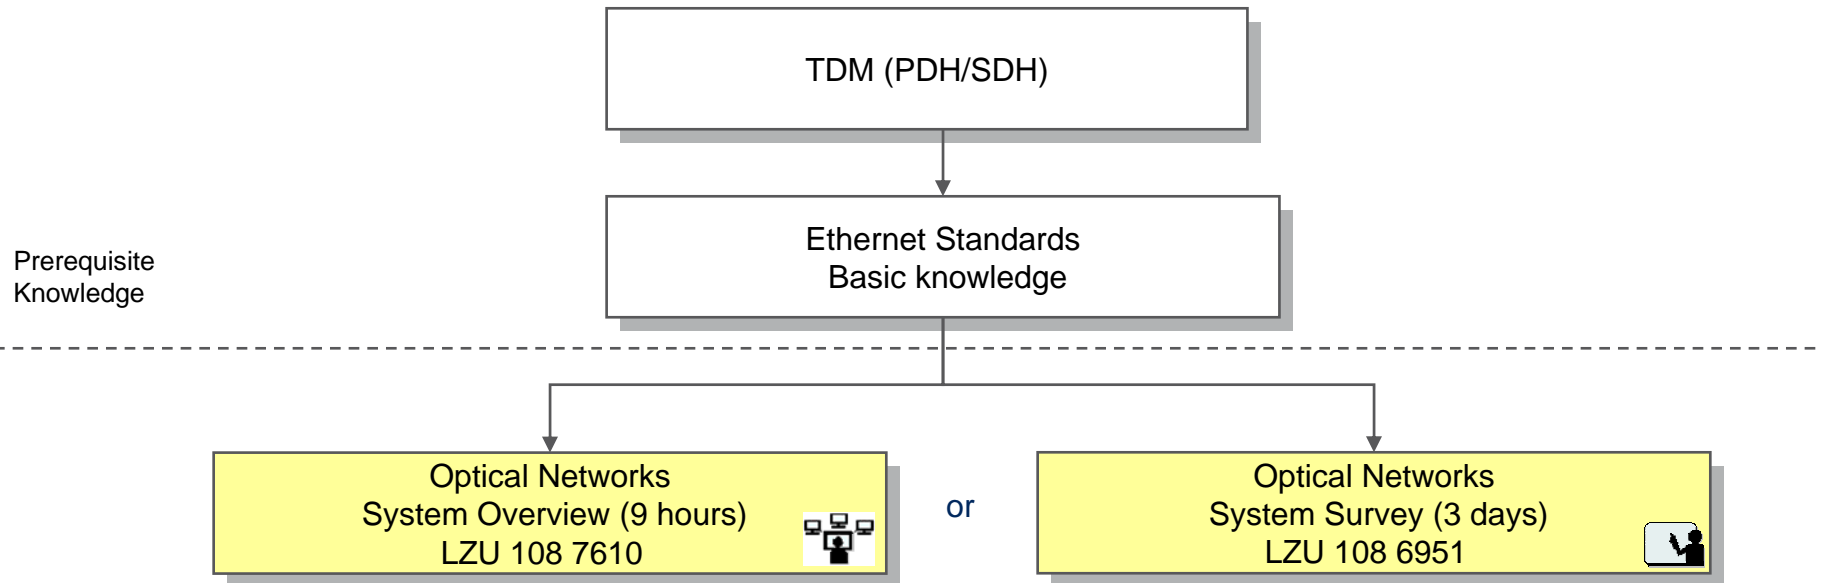 TDM (PDH/SDH)
Ethernet Standards
Basic knowledge
Prerequisite
Knowledge
Optical Networks
System Overview (9 hours)
LZU 108 7610
or
Optical Networks
System Survey (3 days)
LZU 108 6951